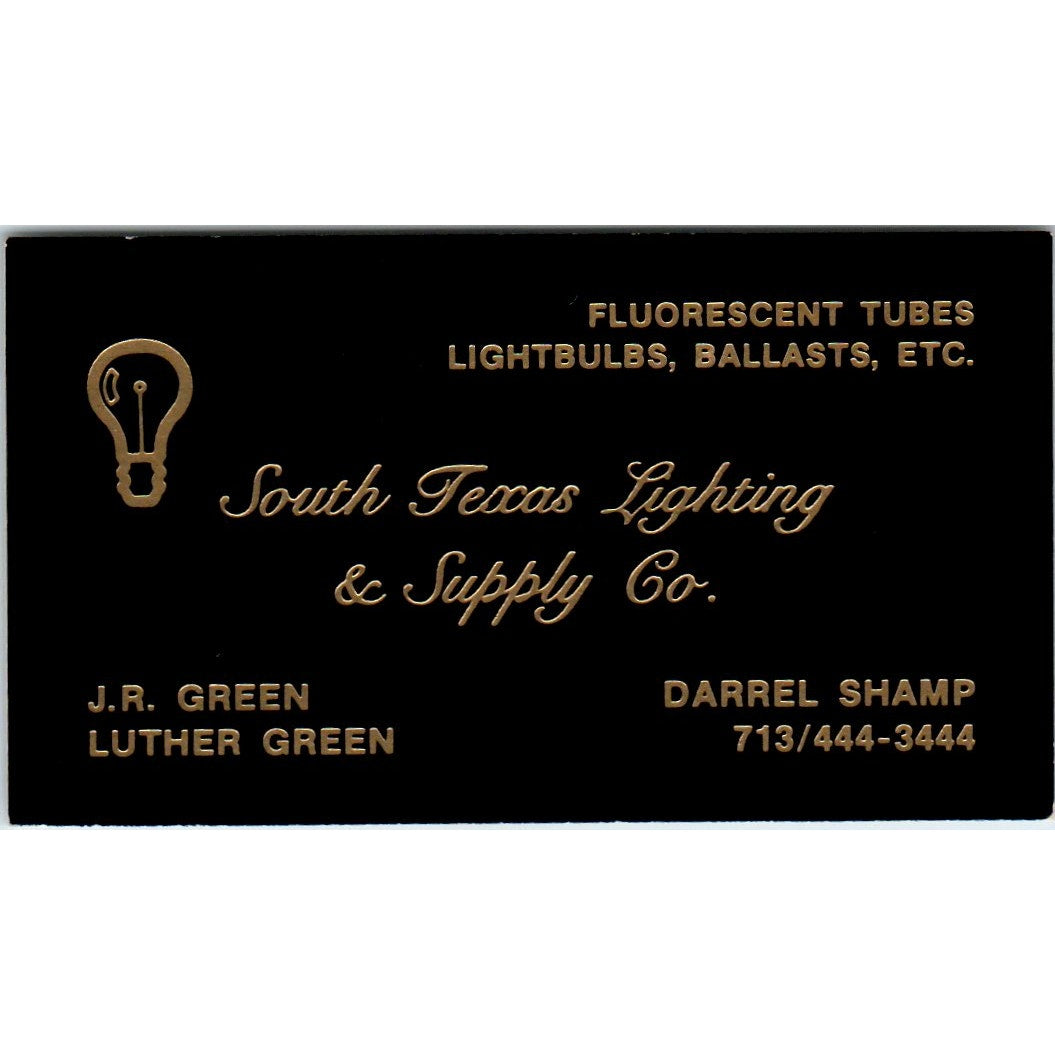 FLUORESCENT TUBES
LIGHTBULBS, BALLASTS, ETC.
South Texas Lighting
& Supply Co.
J.R. GREEN
LUTHER GREEN
DARREL SHAMP
713/444-3444